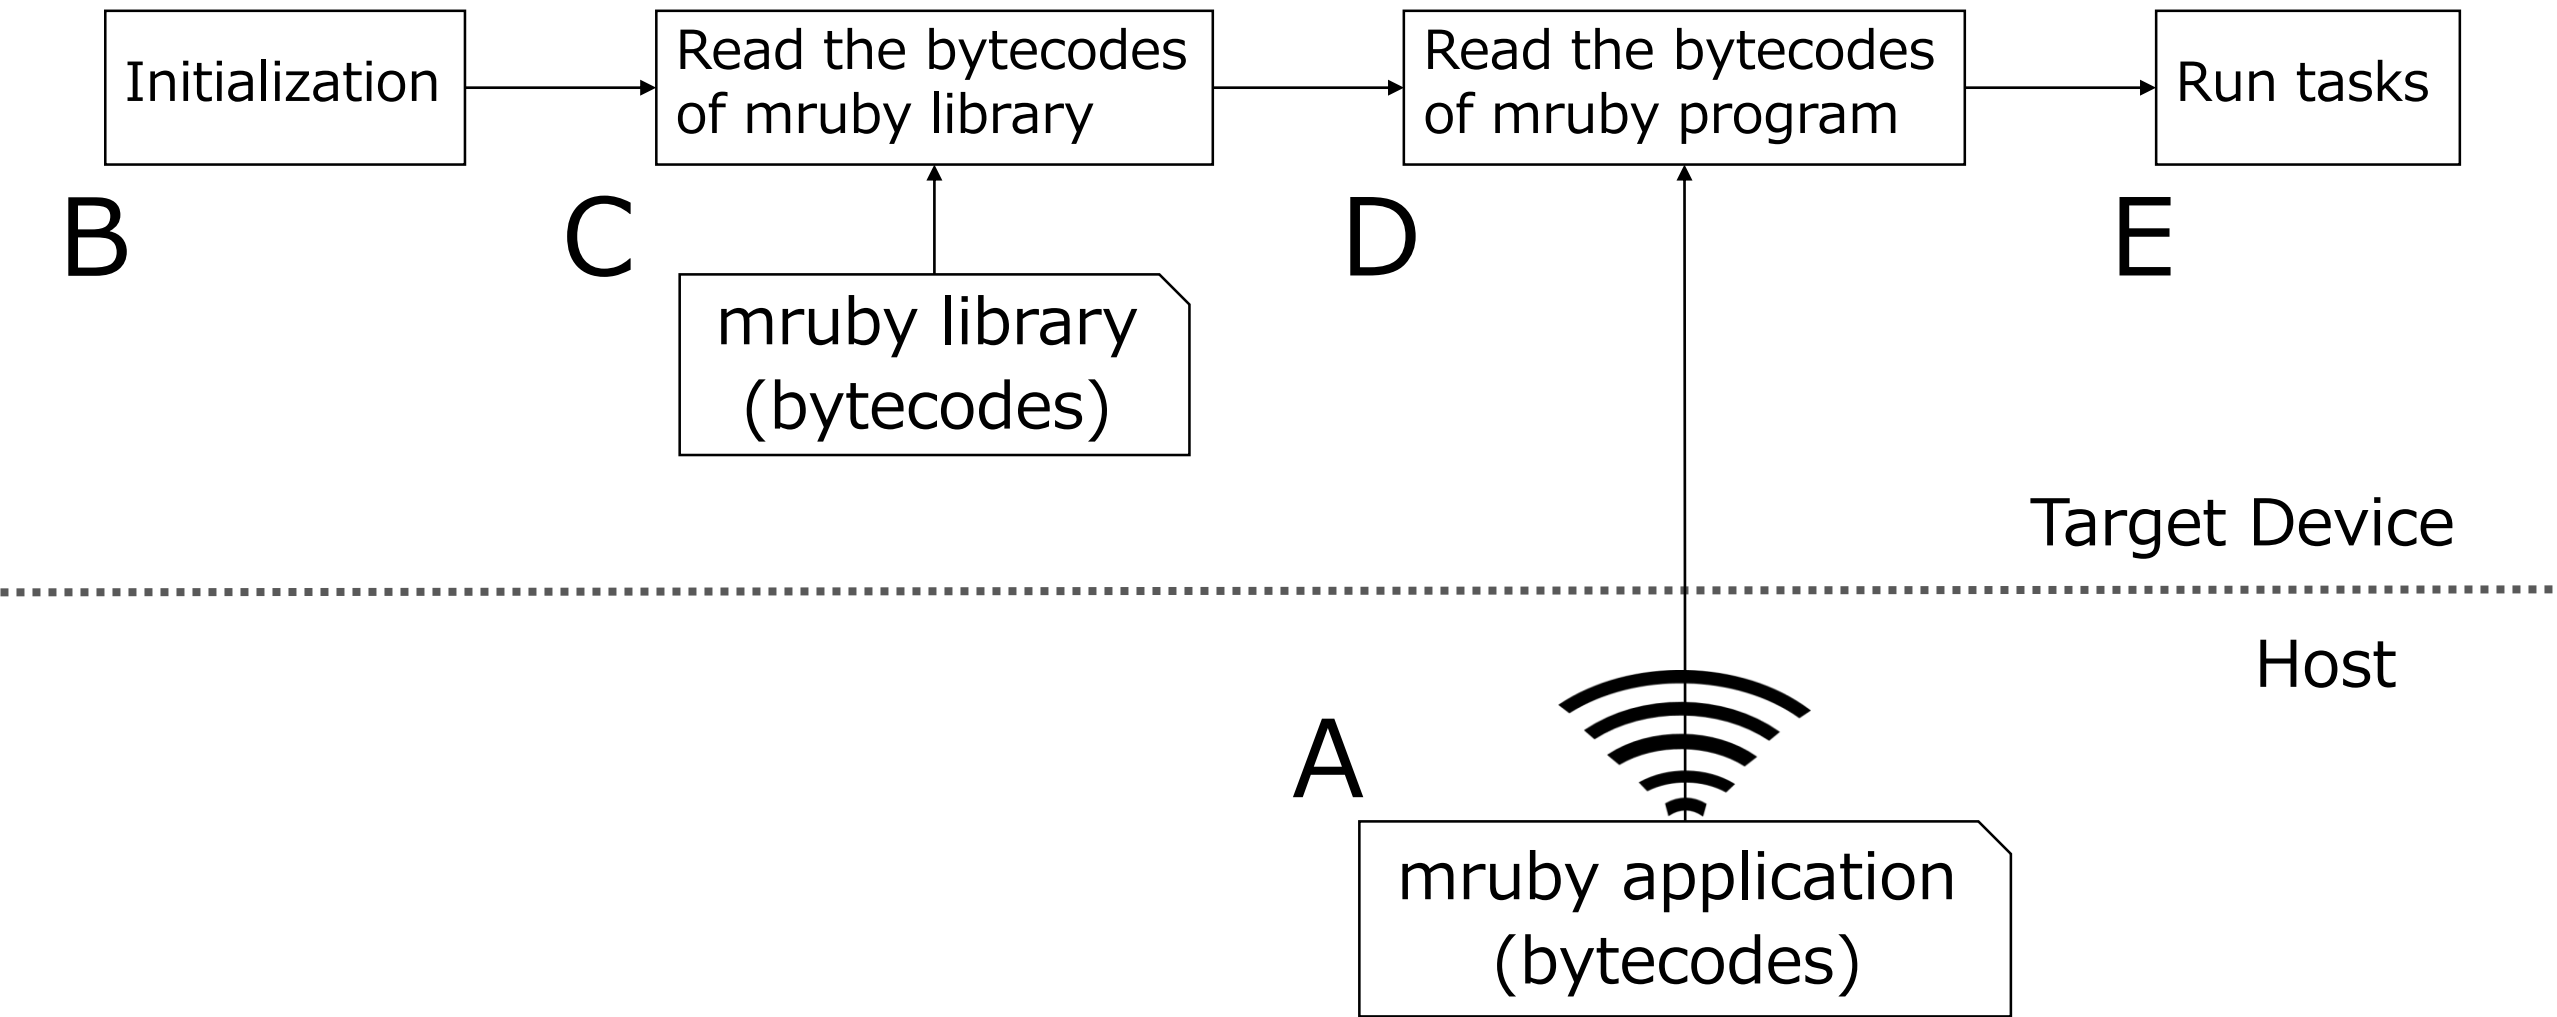 Initialization
Read the bytecodes
of mruby library
Read the bytecodes
of mruby program
Run tasks
B
C
D
E
mruby library
(bytecodes)
Target Device
Host
A
mruby application
(bytecodes)